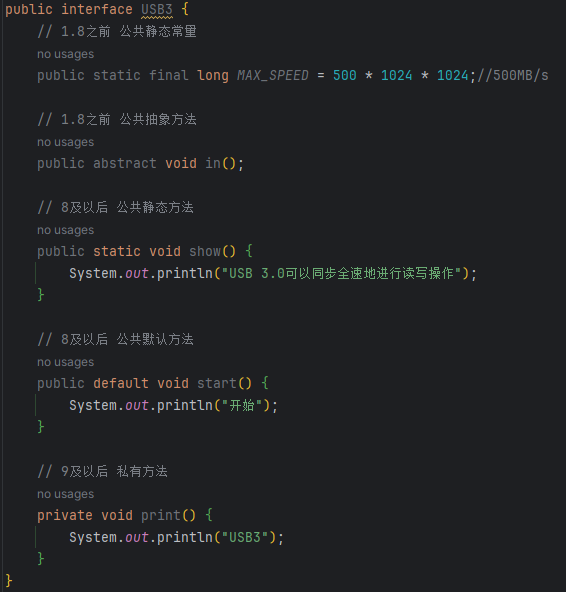 public interface USB3 {
// 1.8之前 公共静态常量
no usages
public static final long MAX_SPEED = 500 * 1024 * 1024;//500MB/s
// 1.8之前 公共抽象方法
no usages
public abstract void in();
// 8及以后 公共静态方法
no usages
public static void show() {
System.out.println("USB 3.0可以同步全速地进行读写操作");
}
// 8及以后 公共默认方法
no usages
public default void start() {
System.out.println("开始");
}
// 9及以后 私有方法
no usages
private void print() {
System.out.println("USB3");
}
}